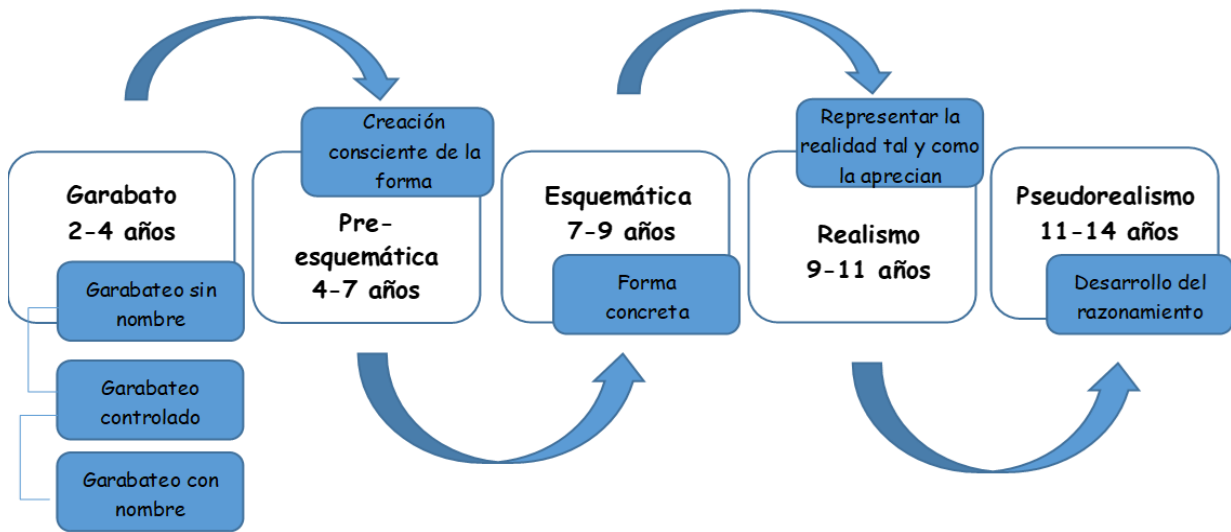 Garabato
2-4 años
Garabateo sin
nombre
Garabateo
controlado
Garabateo con
nombre
Creación
consciente de la
forma
Pre-
esquemática
4-7 años
Esquemática
7-9 años
Forma
concreta
Representar la
realidad tal y como
la aprecian
Realismo
9-11 años
Pseudorealismo
11-14 años
Desarrollo del
razonamiento